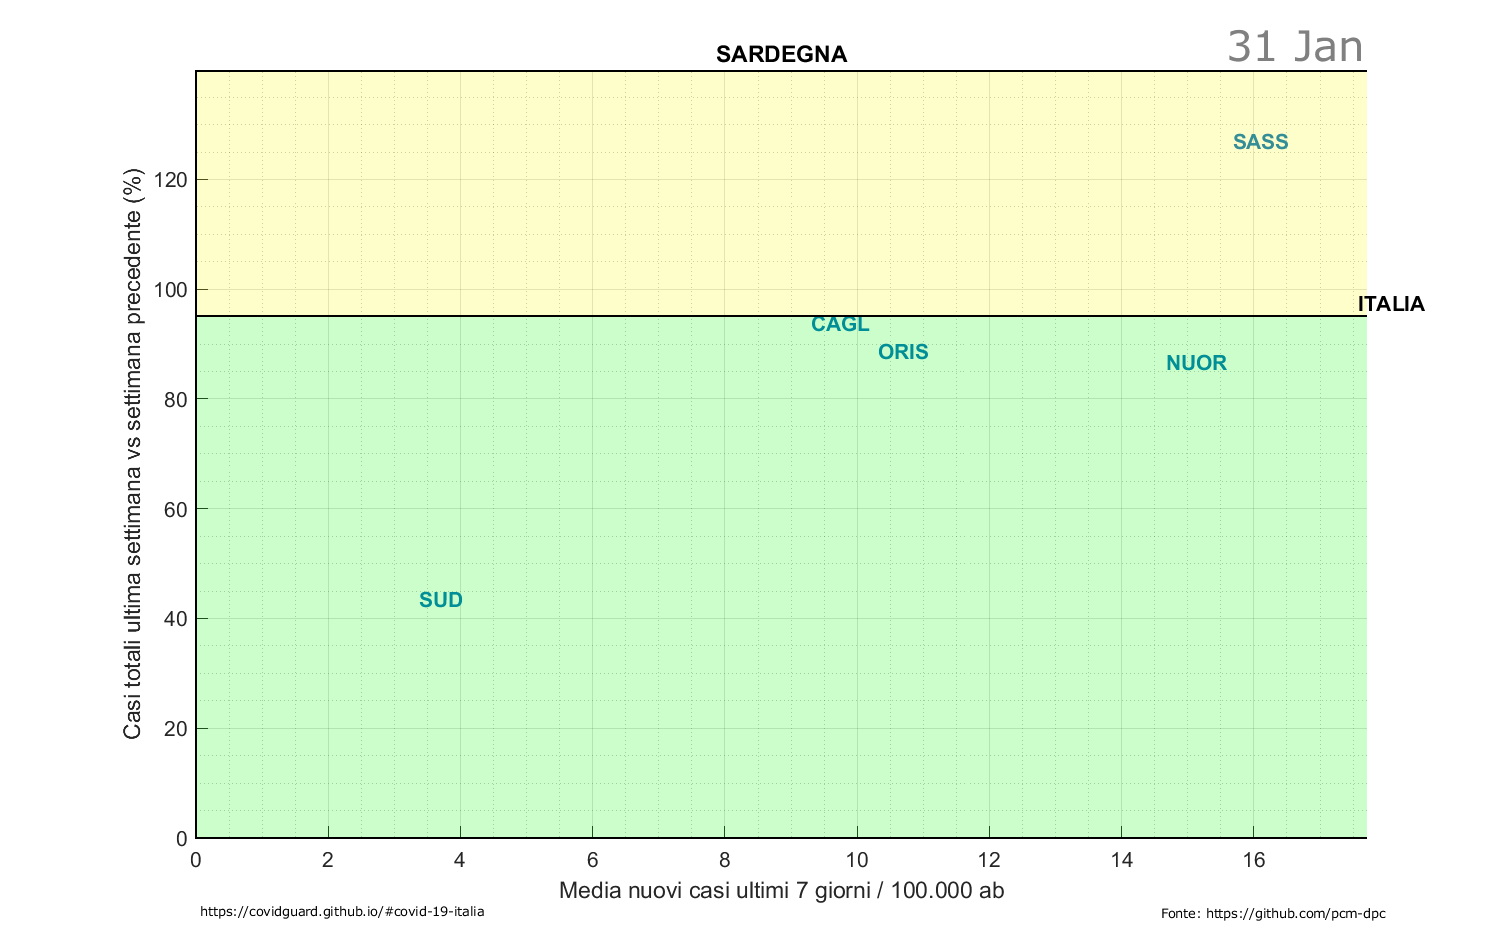 31 Jan
SARDEGNA
SASS
ITALIA
CAGL
ORIS
NUOR
SUD
Casi totali ultima settimana vs settimana precedente (%)
120
100
80
60
40
20
0
0 2 4 6 8 10 12 14 16
Media nuovi casi ultimi 7 giorni / 100.000 ab
https://covidguard.github.io/#covid-19-italia
Fonte: https://github.com/pcm-dpc